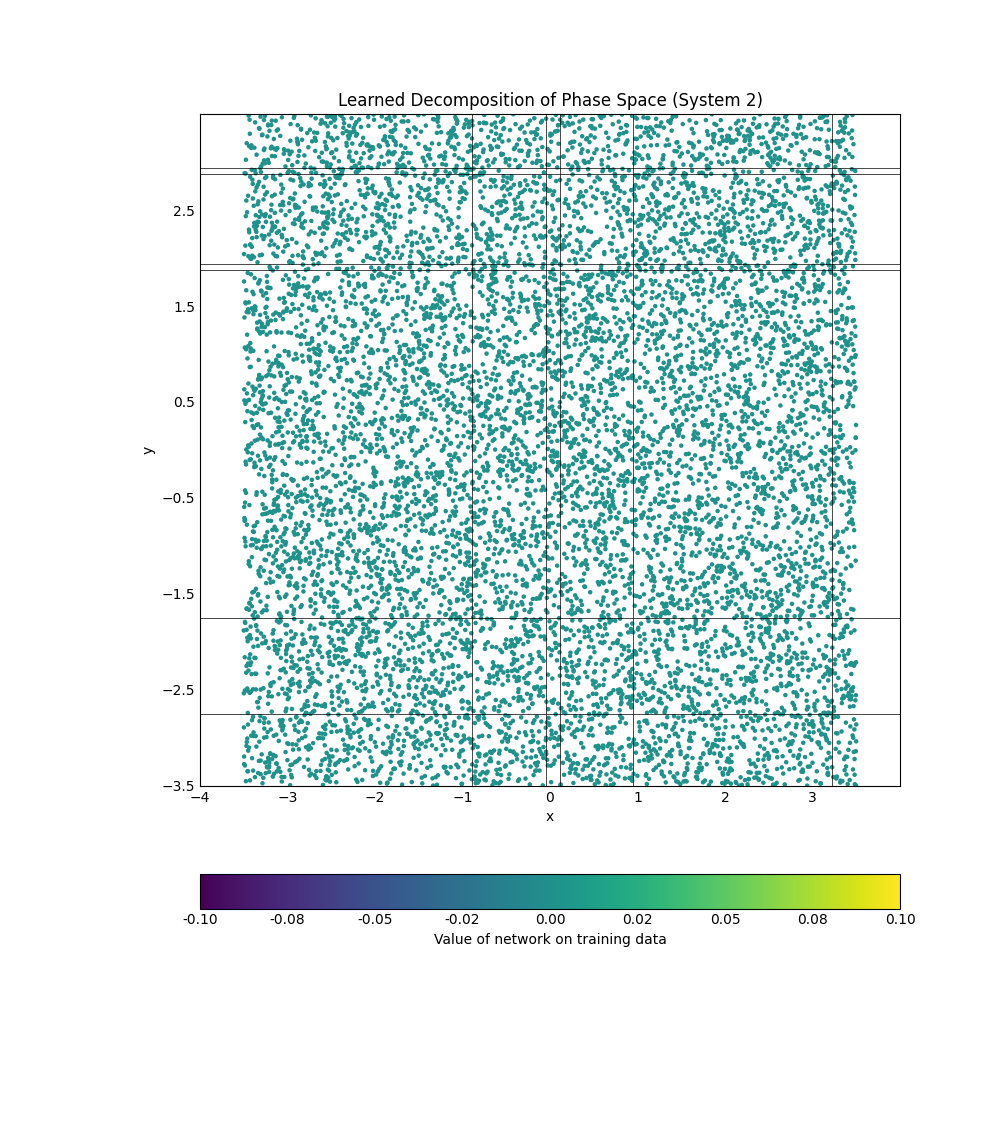 Learned Decomposition of Phase Space (System 2)
2.5
1.5
0.5
−0.5
−1.5
−2.5
−3.5
y
−4 −3 −2 −1 0 1 2 3
x
-0.10 -0.08 -0.05 -0.02 0.00 0.02 0.05 0.08 0.10
Value of network on training data